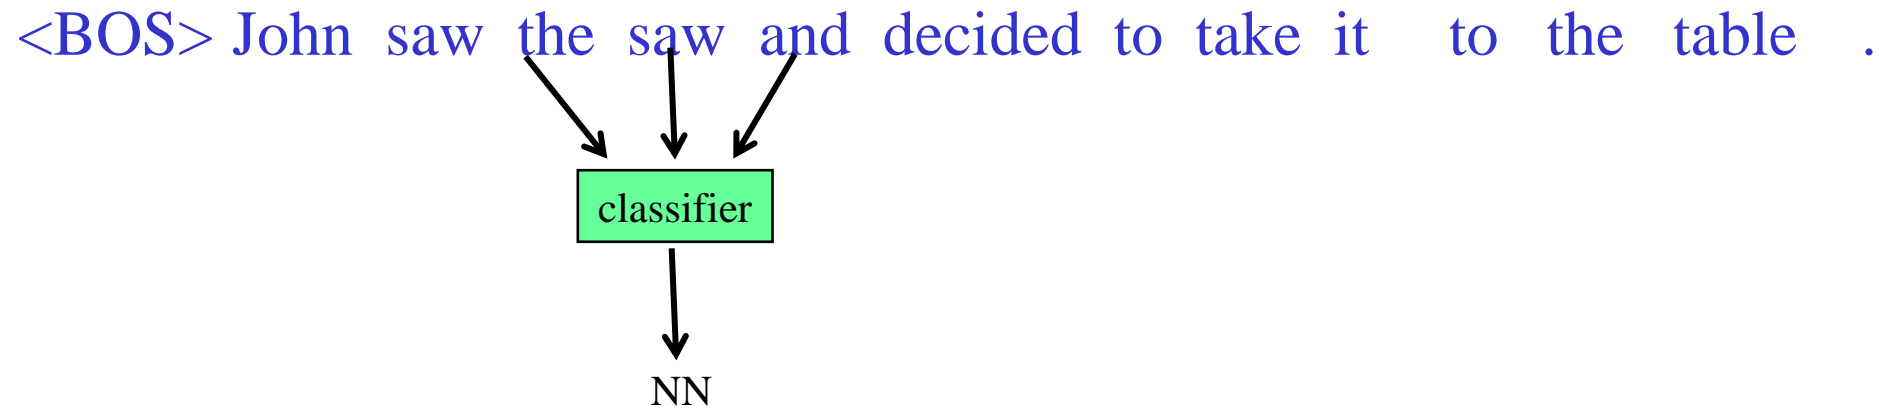 <BOS> John saw the saw and decided to take it to the table .
classifier
NN